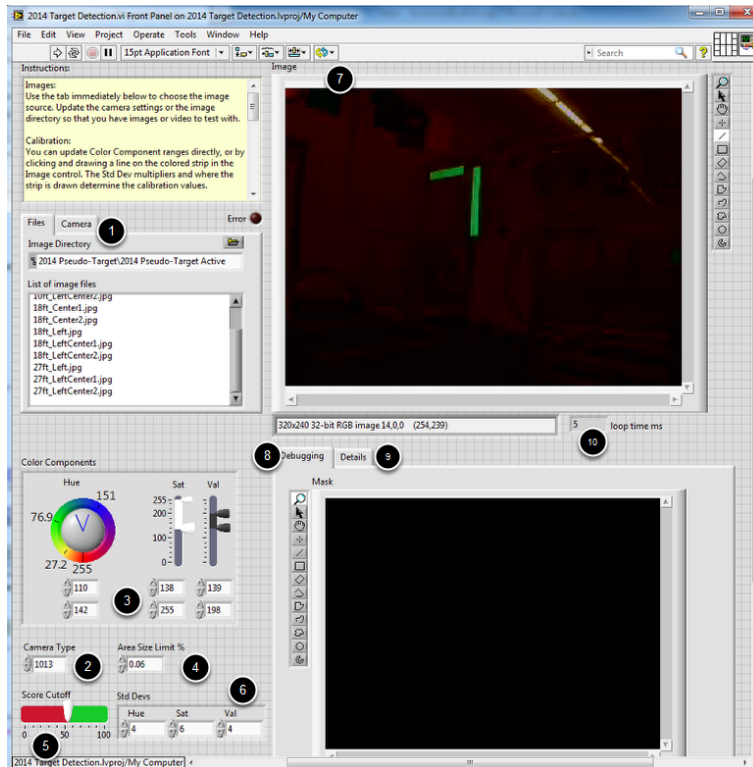 2014 Target Detection.vi Front Panel on 2014 Target Detection.lvproj/My Computer
File Edit View Project Operate Tools Window Help
15pt Application Font
Search
Instructions:
Images:
Use the tab immediately below to choose the image
source. Update the camera settings or the image
directory so that you have images or video to test with.
Calibration:
You can update Color Component ranges directly, or by
clicking and drawing a line on the colored strip in the
Image control. The Std Dev multipliers and where the
strip is drawn determine the calibration values.
Image
7
Files Camera
1
Error
Image Directory
2014 Pseudo-Target\2014 Pseudo-Target Active
List of image files
10ft_LeftCenter2.jpg
18ft_Center1.jpg
18ft_Center2.jpg
18ft_Left.jpg
18ft_LeftCenter1.jpg
18ft_LeftCenter2.jpg
27ft_Left.jpg
27ft_LeftCenter1.jpg
27ft_LeftCenter2.jpg
320x240 32-bit RGB image 14,0,0 (254,239)
5 loop time ms
10
8 Debugging Details 9
Mask
Color Components
Hue Sat Val
151
76.9
27.2 255
255
200
100
0
110 138 139
142 255 198
3
Camera Type
1013
2
Area Size Limit %
0.06
4
Score Cutoff
0 50 100
5
Std Devs
6
Hue Sat Val
4 6 4
2014 Target Detection.lvproj/My Computer